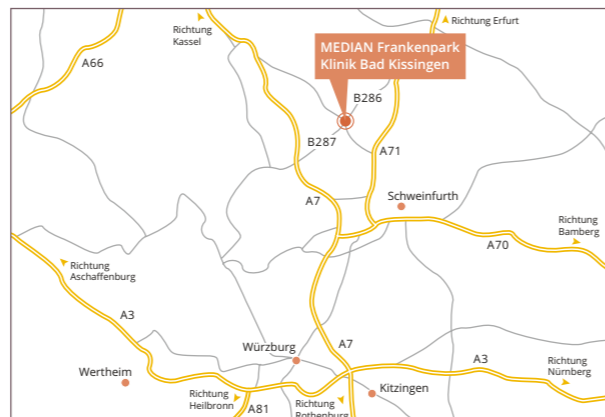 Richtung
Kassel
Richtung Erfurt
MEDIAN Frankenpark
Klinik Bad Kissingen
A66
B286
B287
A71
A7
Schweinfurth
Richtung
Bamberg
A70
Richtung
Aschaffenburg
A3
Würzburg
A7
A3
Wertheim
Richtung
Nürnberg
Richtung
Heilbronn
A81
Richtung
Rothenburg
Kitzingen